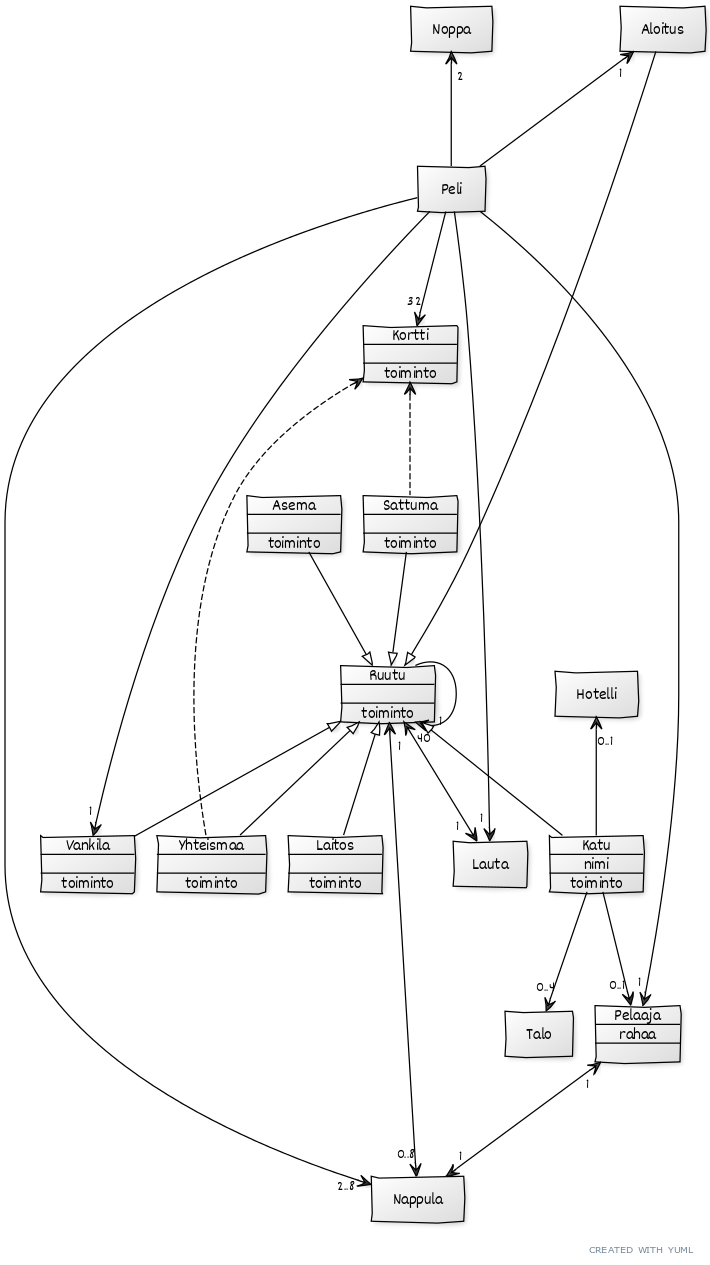 Noppa
Aloitus
2
1
Peli
32
Kortti
toiminto
Asema
toiminto
Sattuma
toiminto
Ruutu
toiminto
1
40
1
Hotelli
0..1
1
1
1
Vankila
toiminto
Yhteismaa
toiminto
Laitos
toiminto
Lauta
Katu
nimi
toiminto
0..4
0..1
1
Talo
Pelaaja
rahaa
1
0..8
1
2..8
Nappula
CREATED WITH YUML